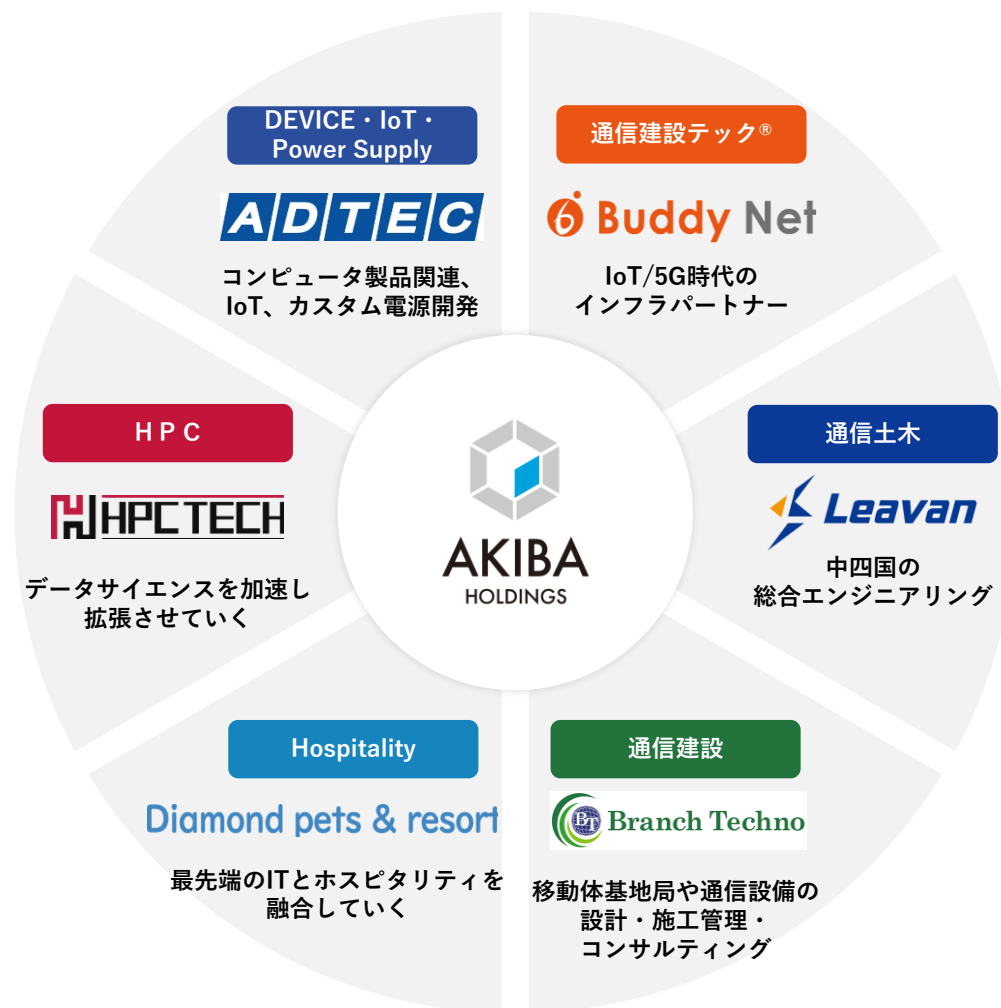 DEVICE・IoT・
Power Supply
ADTEC
コンピュータ製品関連、
IoT、カスタム電源開発
通信建設テック®
Buddy Net
IoT/5G時代の
インフラパートナー
HPC
HPCTECH
データサイエンスを加速し
拡張させていく
AKIBA
HOLDINGS
通信土木
Leavan
中四国の
総合エンジニアリング
Hospitality
Diamond pets & resort
最先端のITとホスピタリティを
融合していく
通信建設
BT Branch Techno
移動体基地局や通信設備の
設計・施工管理・
コンサルティング